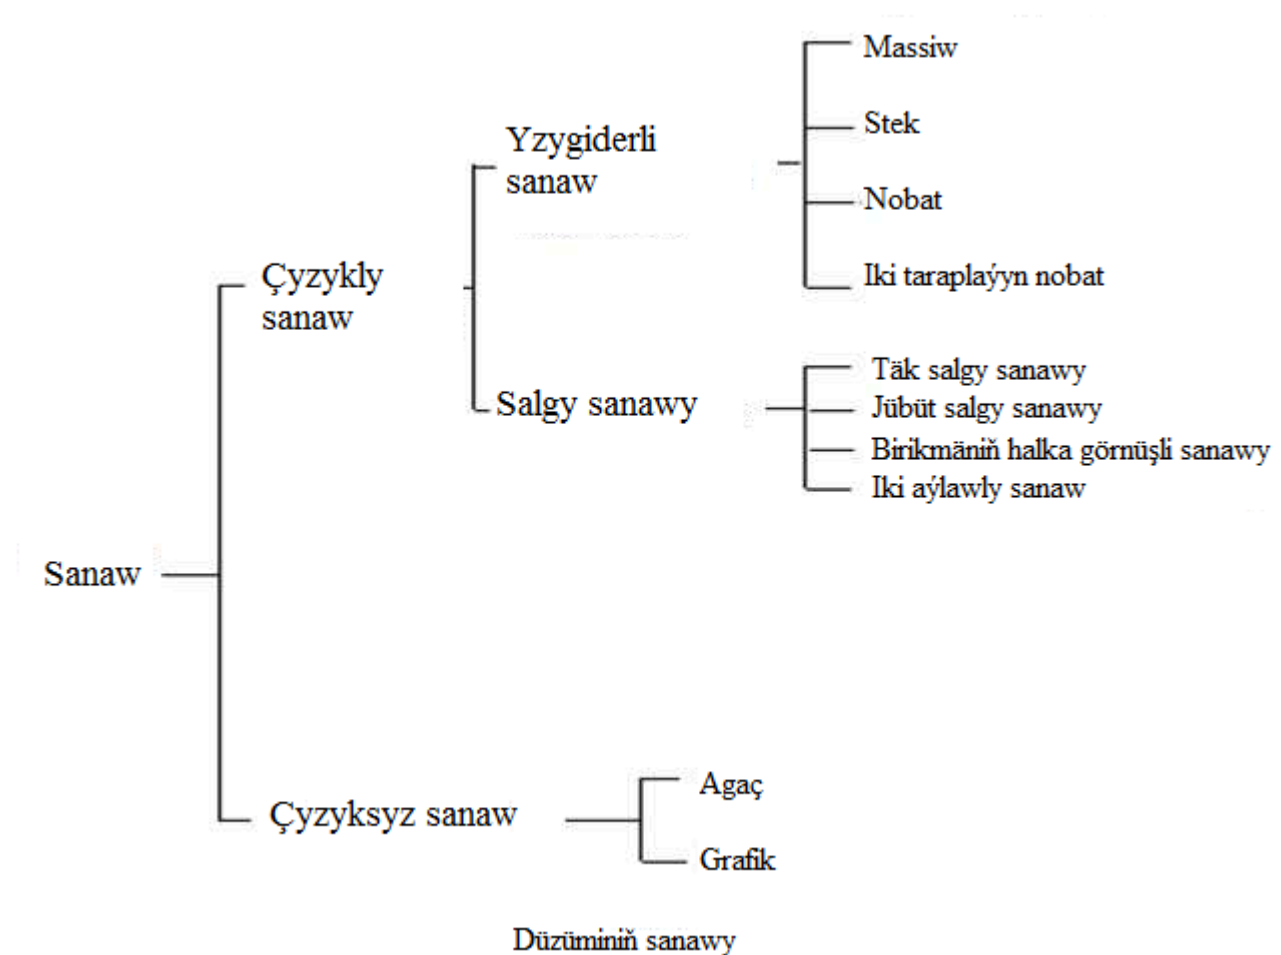 Massiw
Stek
Yzygiderli
sanaw
Nobat
Çyzykly
sanaw
Iki taraplaýyn nobat
Täk salgy sanawy
Salgy sanawy
Jübüt salgy sanawy
Birikmäniň halka görnüşli sanawy
Iki aýlawly sanaw
Sanaw
Agaç
Çyzyksyz sanaw
Grafik
Düzüminiň sanawy